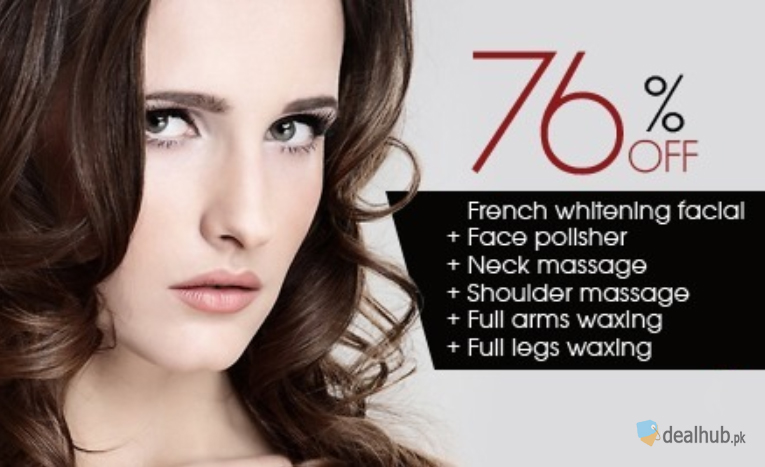 76%
OFF
French whitening facial
+ Face polisher
+ Neck massage
+ Shoulder massage
+ Full arms waxing
+ Full legs waxing
dealhub.pk